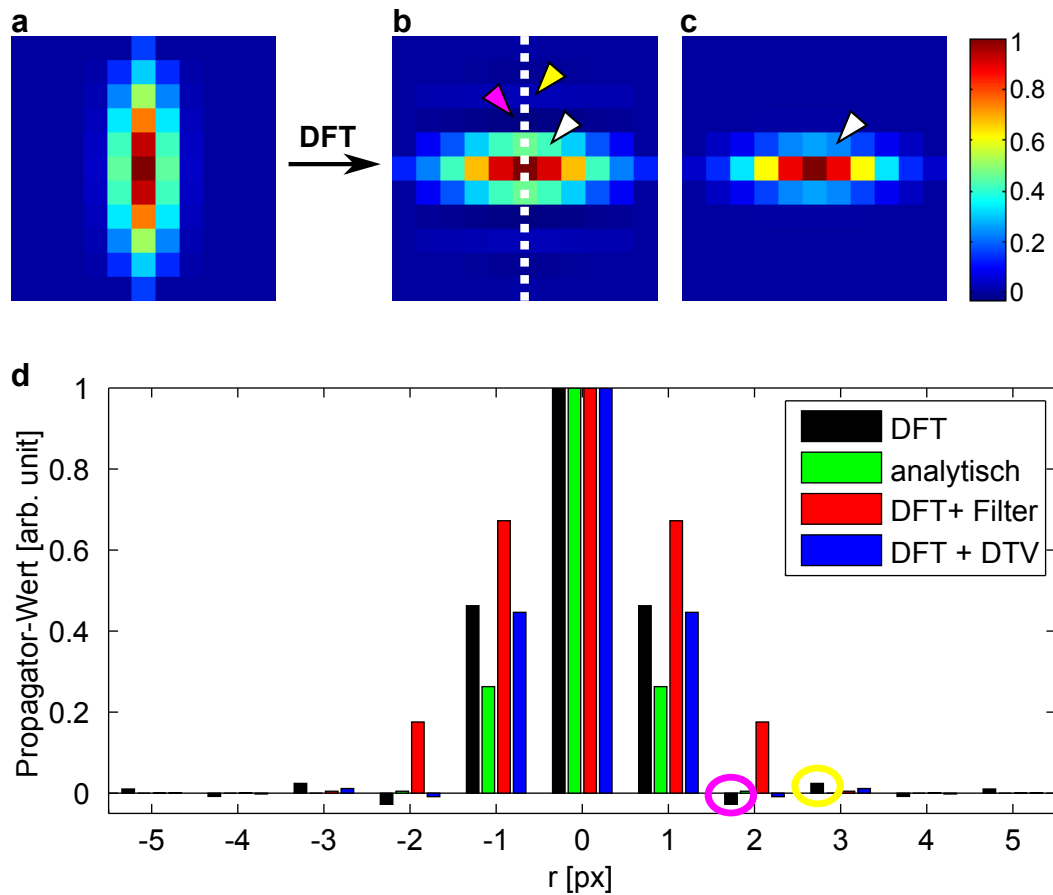 a
b
c
DFT
1
0.8
0.6
0.4
0.2
0
d
1
0.8
0.6
0.4
0.2
0
Propagator-Wert [arb. unit]
DFT
analytisch
DFT+ Filter
DFT + DTV
-5 -4 -3 -2 -1 0 1 2 3 4 5
r [px]